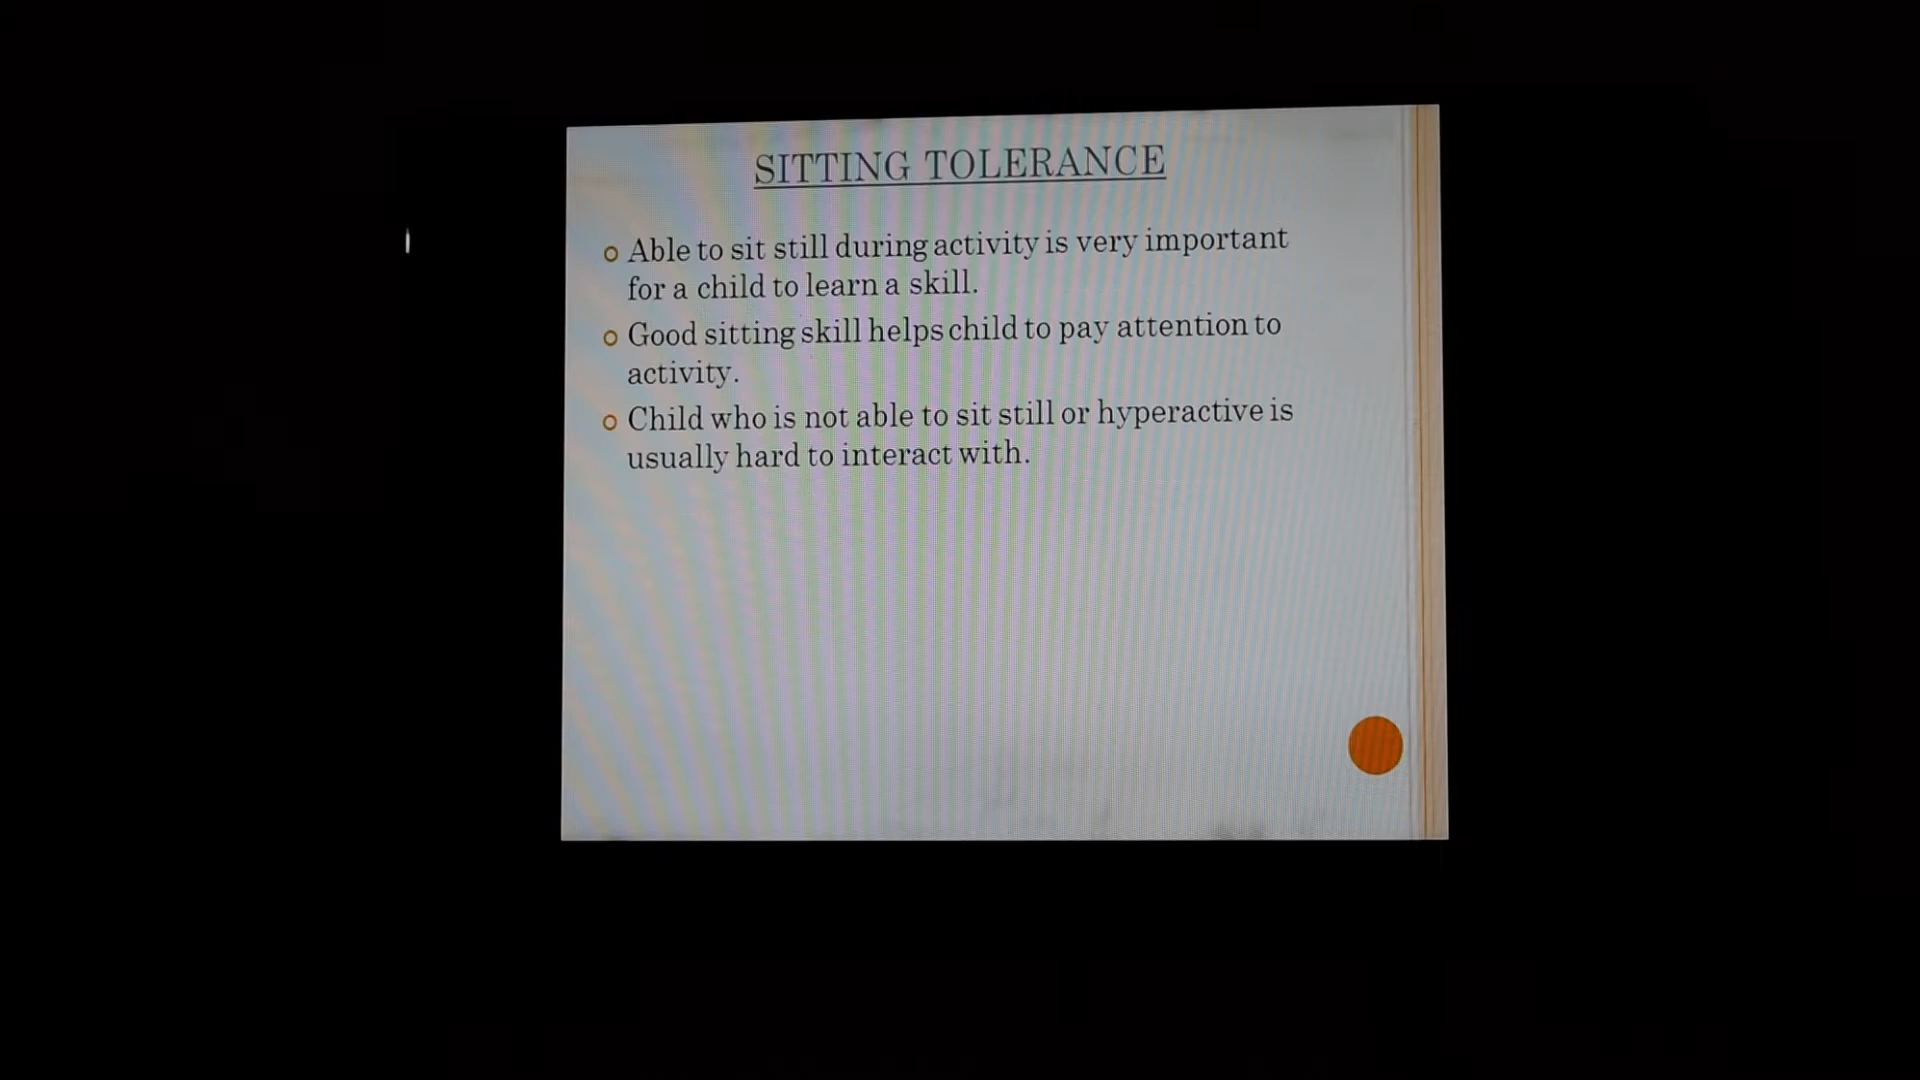 SITTING TOLERANCE
Able to sit still during activity is very important
for a child to learn a skill.
Good sitting skill helps child to pay attention to
activity.
Child who is not able to sit still or hyperactive is
usually hard to interact with.